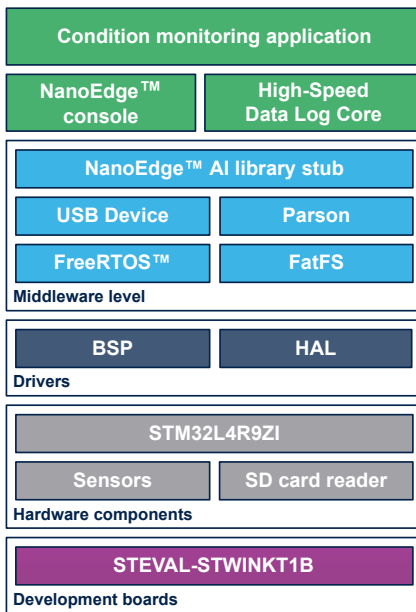 Condition monitoring application
NanoEdge™
console
High-Speed
Data Log Core
NanoEdge™ AI library stub
USB Device
Parson
FreeRTOS™
FatFS
Middleware level
BSP
HAL
Drivers
STM32L4R9ZI
Sensors
SD card reader
Hardware components
STEVAL-STWINKT1B
Development boards